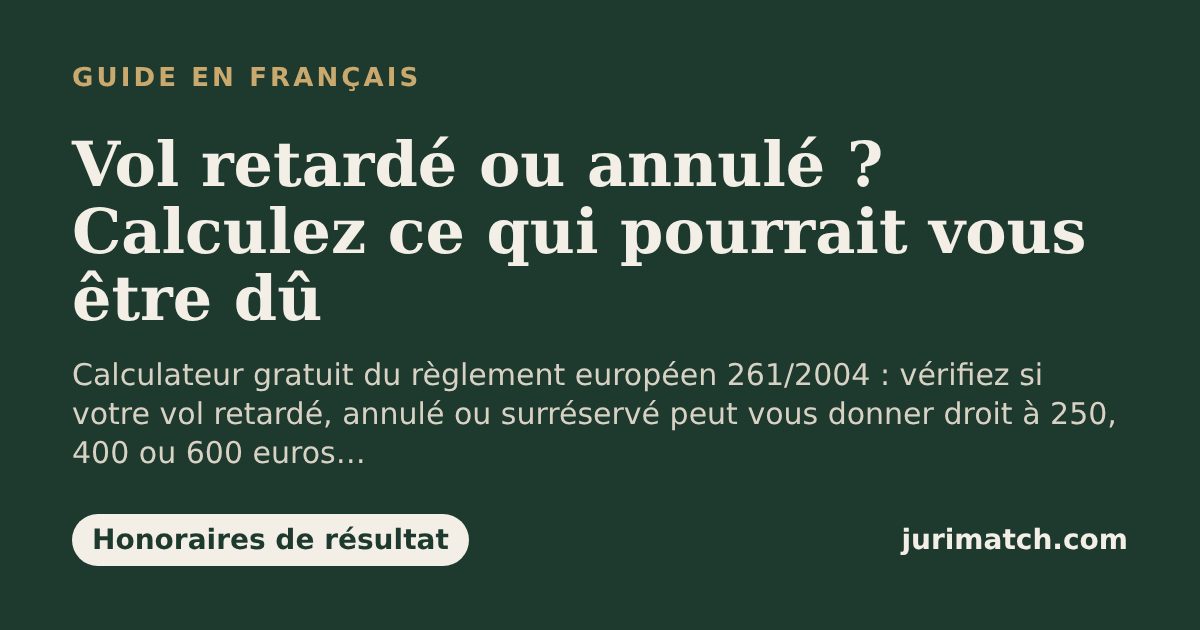 GUIDE EN FRANÇAIS
Vol retardé ou annulé ?
Calculez ce qui pourrait vous
être dû
Calculateur gratuit du règlement européen 261/2004 : vérifiez si
votre vol retardé, annulé ou surréservé peut vous donner droit à 250,
400 ou 600 euros…
Honoraires de résultat
jurimatch.com